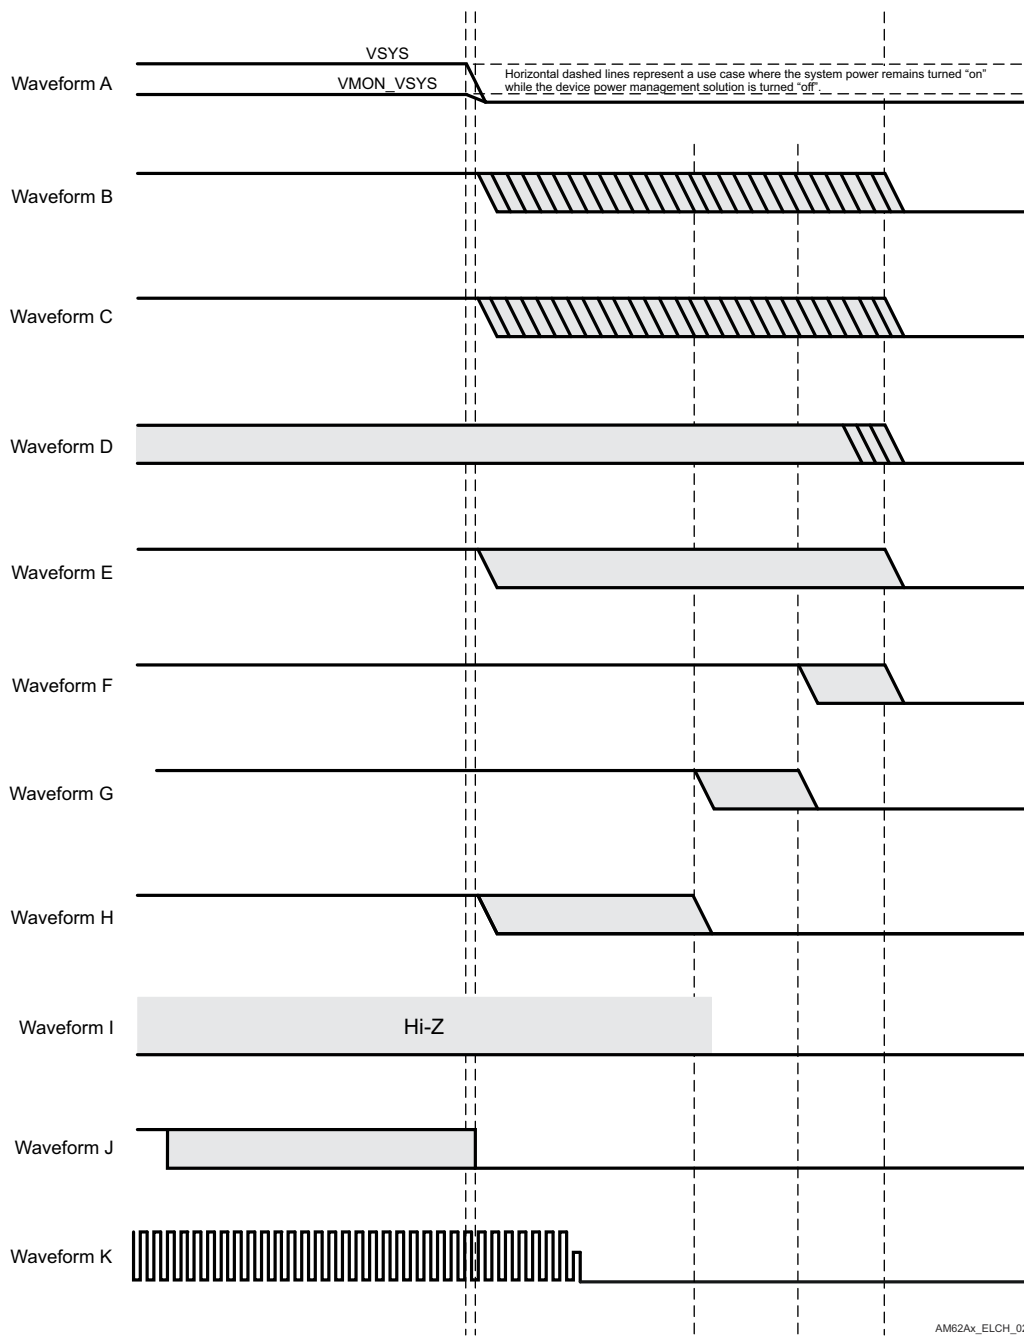 VSYS
Waveform A
VMON_VSYS
Horizontal dashed lines represent a use case where the system power remains turned “on”
while the device power management solution is turned “off”.
Waveform B
Waveform C
Waveform D
Waveform E
Waveform F
Waveform G
Waveform H
Waveform I
Hi-Z
Waveform J
Waveform K
AM62Ax_ELCH_02